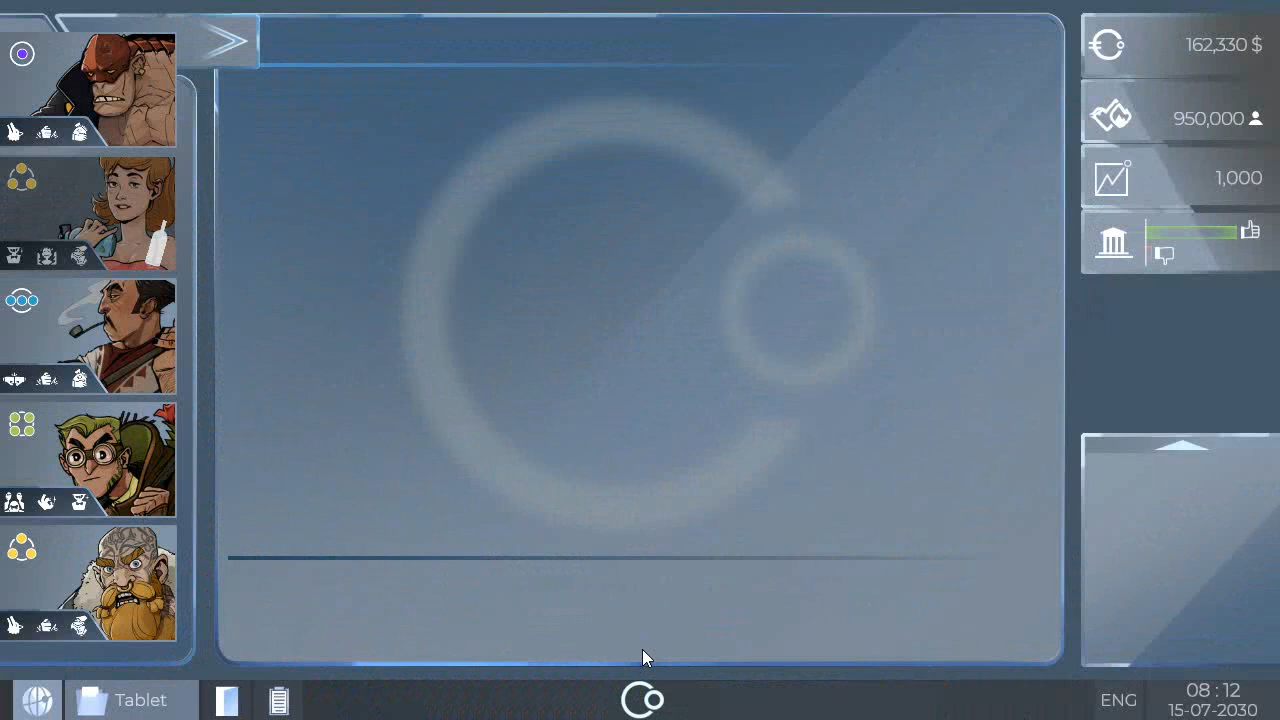 162,330 $
950,000
1,000
Tablet
ENG
08 : 12
15-07-2030